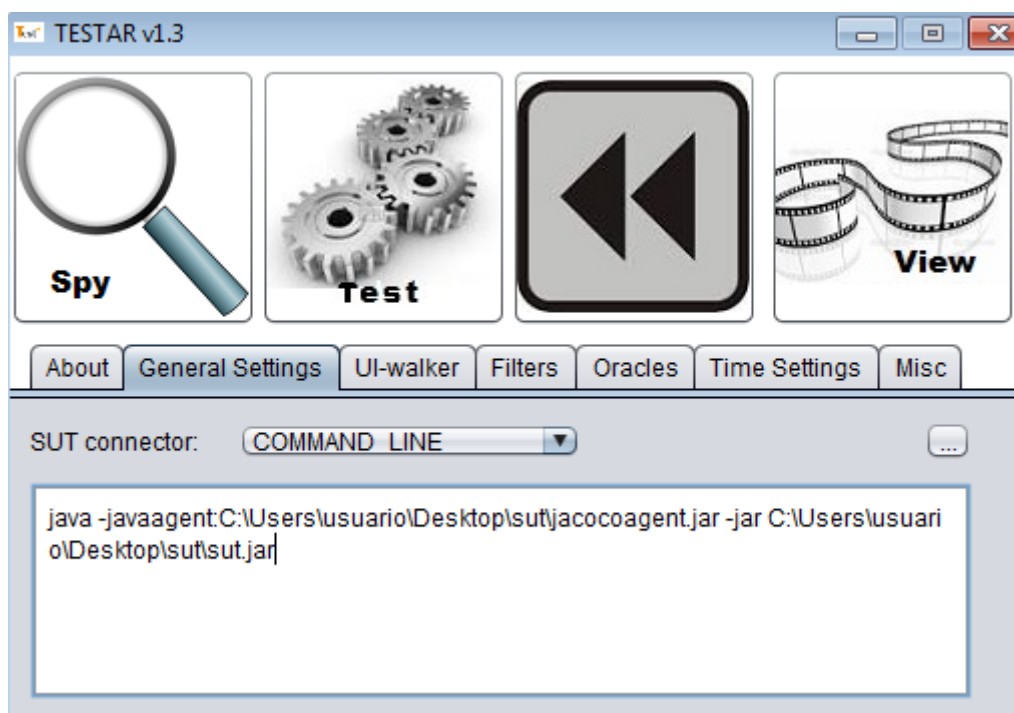 Test
TESTAR v1.3
Spy
Test
View
About
General Settings
UI-walker
Filters
Oracles
Time Settings
Misc
SUT connector:
COMMAND_LINE
...
java -javaagent:C:\Users\usuario\Desktop\sut\jacocoagent.jar -jar C:\Users\usuari
o\Desktop\sut\sut.jar